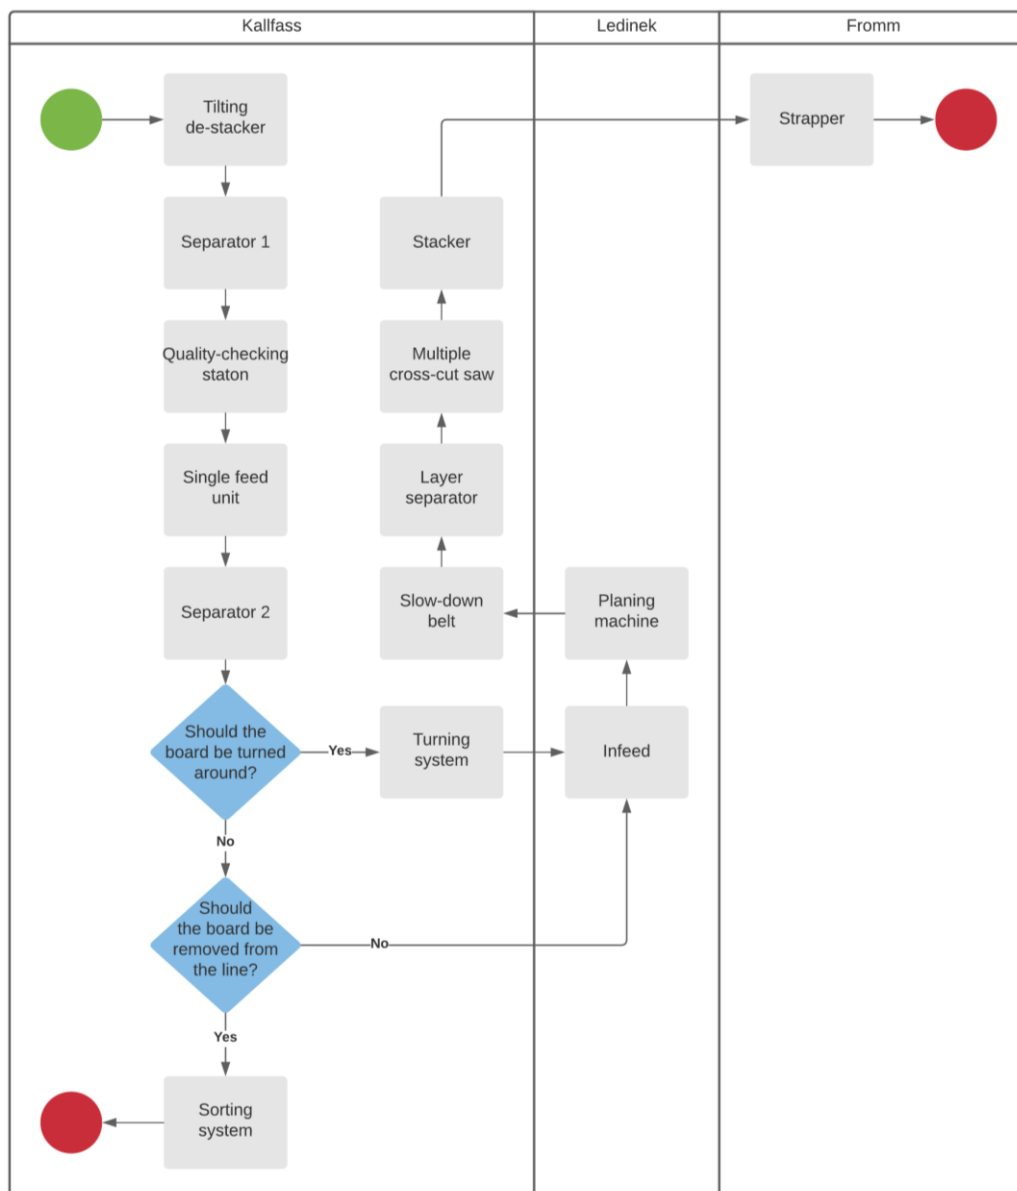 Kallfass
Ledinek
Fromm
Tilting
de-stacker
Strapper
Separator 1
Stacker
Quality-checking
staton
Multiple
cross-cut saw
Single feed
unit
Layer
separator
Separator 2
Slow-down
belt
Planing
machine
Should the
board be turned
around?
Yes
Turning
system
Infeed
No
Should
the board be
removed from
the line?
No
Yes
Sorting
system